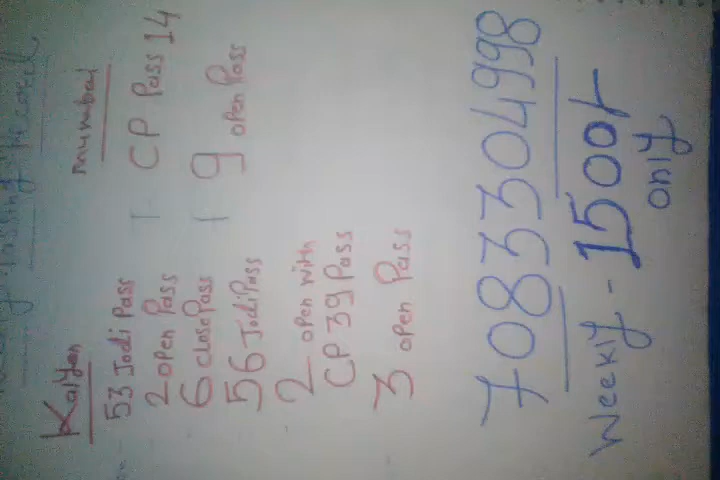 Kalyan mumbai
53 Jodi Pass
2 open Pass | CP Pass 14
6 close Pass
56 Jodi Pass | 9 open Pass
2 open with
CP 39 Pass
3 open Pass
7083304998
Weekly - 1500/-
only